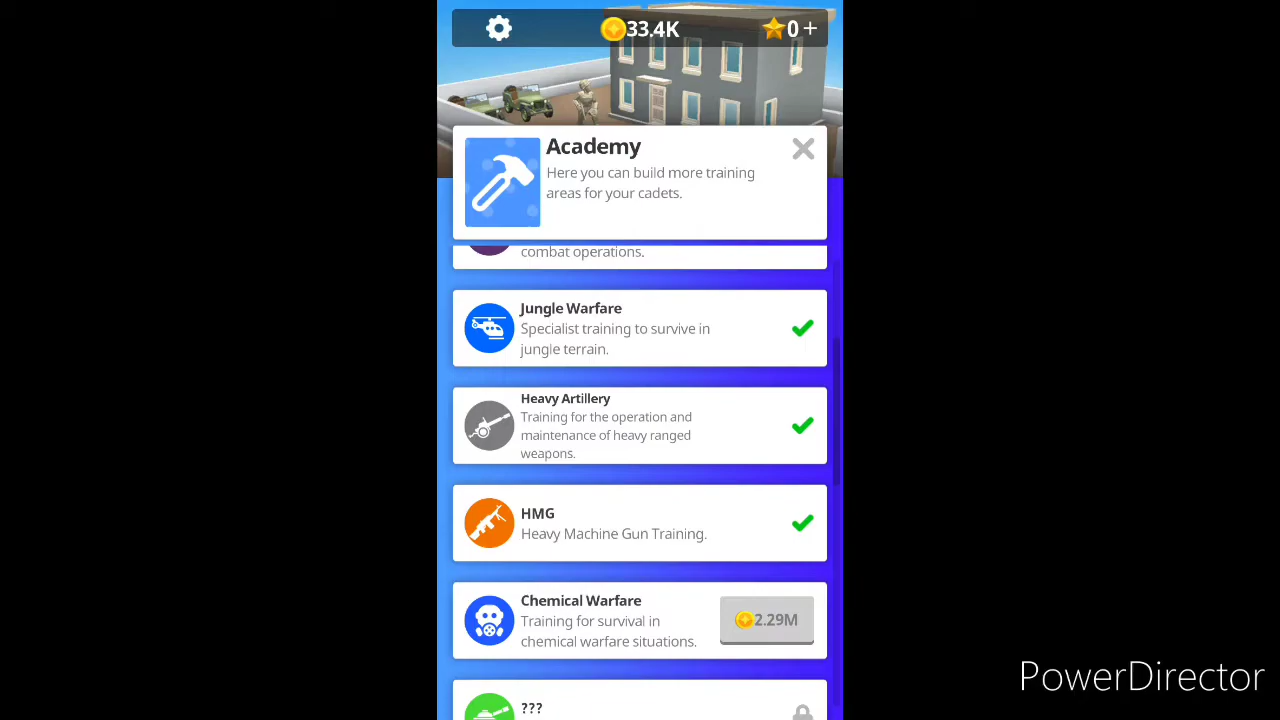 33.4K
0 +
Academy
Here you can build more training
areas for your cadets.
combat operations.
Jungle Warfare
Specialist training to survive in
jungle terrain.
Heavy Artillery
Training for the operation and
maintenance of heavy ranged
weapons.
HMG
Heavy Machine Gun Training.
Chemical Warfare
Training for survival in
chemical warfare situations.
2.29M
???
PowerDirector